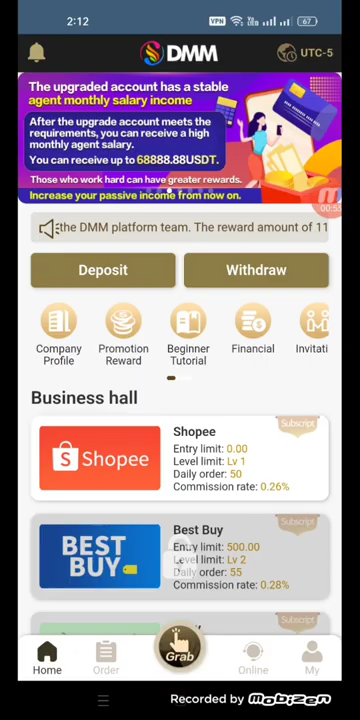 2:12
VPN
67
DMM
UTC-5
The upgraded account has a stable
agent monthly salary income
After the upgrade account meets the
requirements, you can receive a high
monthly agent salary.
You can receive up to 68888.88USDT.
Those who work hard can have greater rewards.
Increase your passive income from now on.
the DMM platform team. The reward amount of 11
Deposit
Withdraw
Company
Profile
Promotion
Reward
Beginner
Tutorial
Financial
Invitati
Business hall
Subscript
Shopee
Shopee
Entry limit: 0.00
Level limit: Lv 1
Daily order: 50
Commission rate: 0.26%
Subscript
BEST
BUY
Best Buy
Entry limit: 500.00
Level limit: Lv 2
Daily order: 55
Commission rate: 0.28%
Subscript
Home
Order
Grab
Online
My
Recorded by MOBIZEN